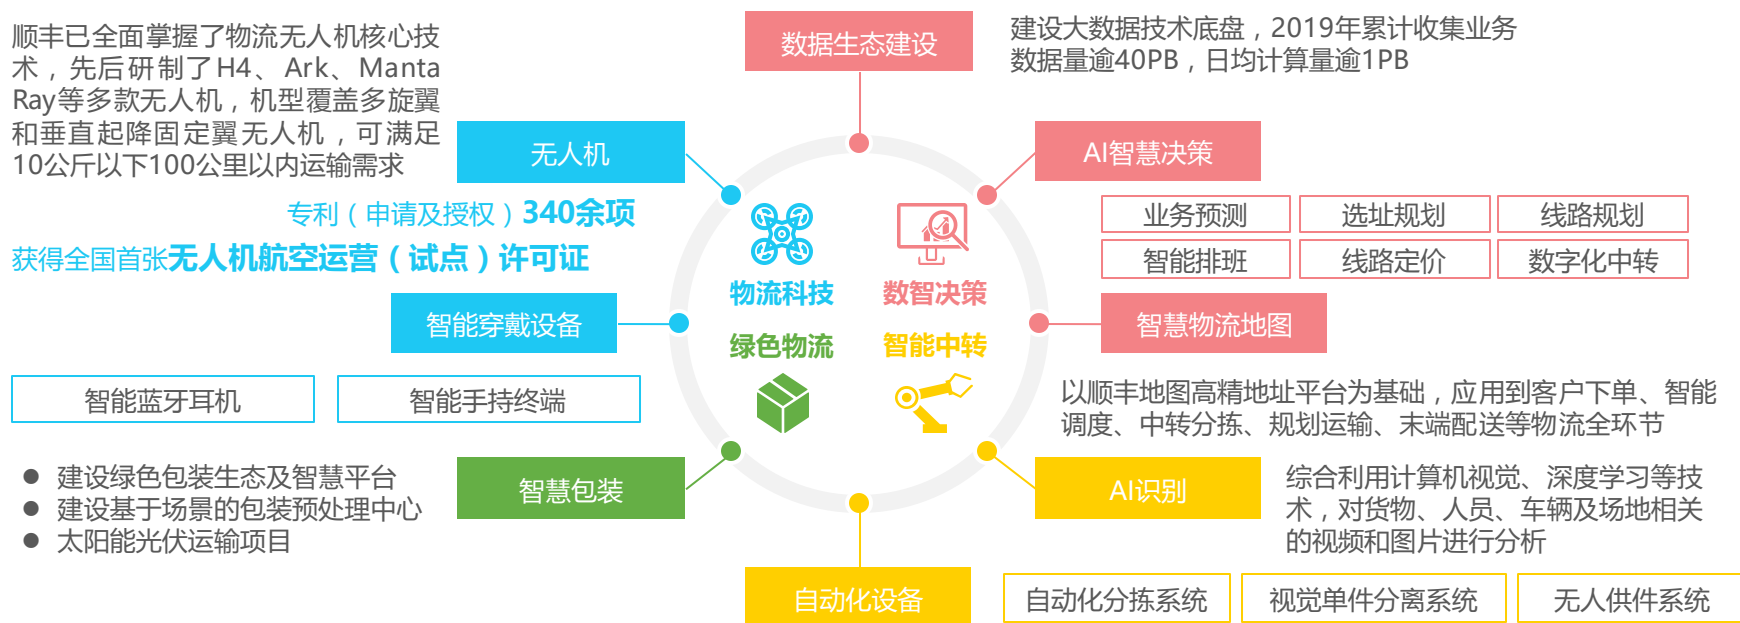 顺丰已全面掌握了物流无人机核心技
术，先后研制了H4、Ark、Manta
Ray等多款无人机，机型覆盖多旋翼
和垂直起降固定翼无人机，可满足
10公斤以下100公里以内运输需求
无人机
专利（申请及授权）340余项
获得全国首张无人机航空运营（试点）许可证
智能穿戴设备
智能蓝牙耳机
智能手持终端
建设绿色包装生态及智慧平台
建设基于场景的包装预处理中心
太阳能光伏运输项目
智慧包装
物流科技
数智决策
绿色物流
智能中转
数据生态建设
建设大数据技术底盘，2019年累计收集业务
数据量逾40PB，日均计算量逾1PB
AI智慧决策
业务预测
选址规划
线路规划
智能排班
线路定价
数字化中转
智慧物流地图
以顺丰地图高精地址平台为基础，应用到客户下单、智能
调度、中转分拣、规划运输、末端配送等物流全环节
AI识别
综合利用计算机视觉、深度学习等技
术，对货物、人员、车辆及场地相关
的视频和图片进行分析
自动化设备
自动化分拣系统
视觉单件分离系统
无人供件系统